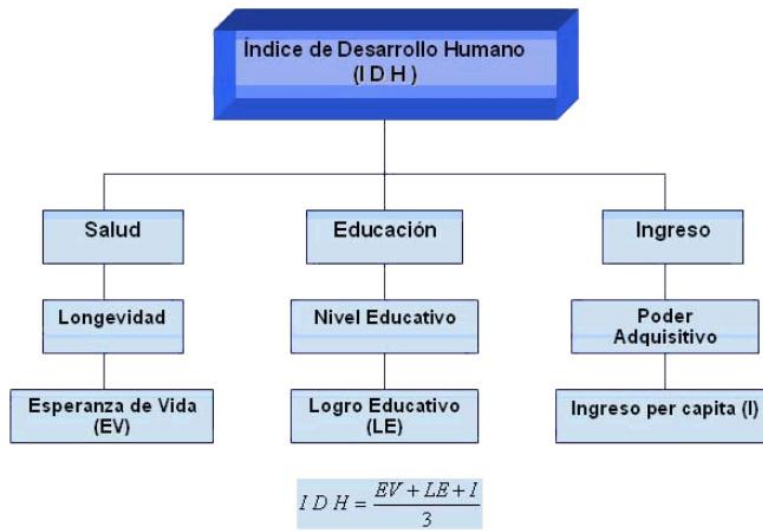 Índice de Desarrollo Humano
(I D H )
Salud
Educación
Ingreso
Longevidad
Nivel Educativo
Poder
Adquisitivo
Esperanza de Vida
(EV)
Logro Educativo
(LE)
Ingreso per capita (I)
I D H = \frac{EV + LE + I}{3}